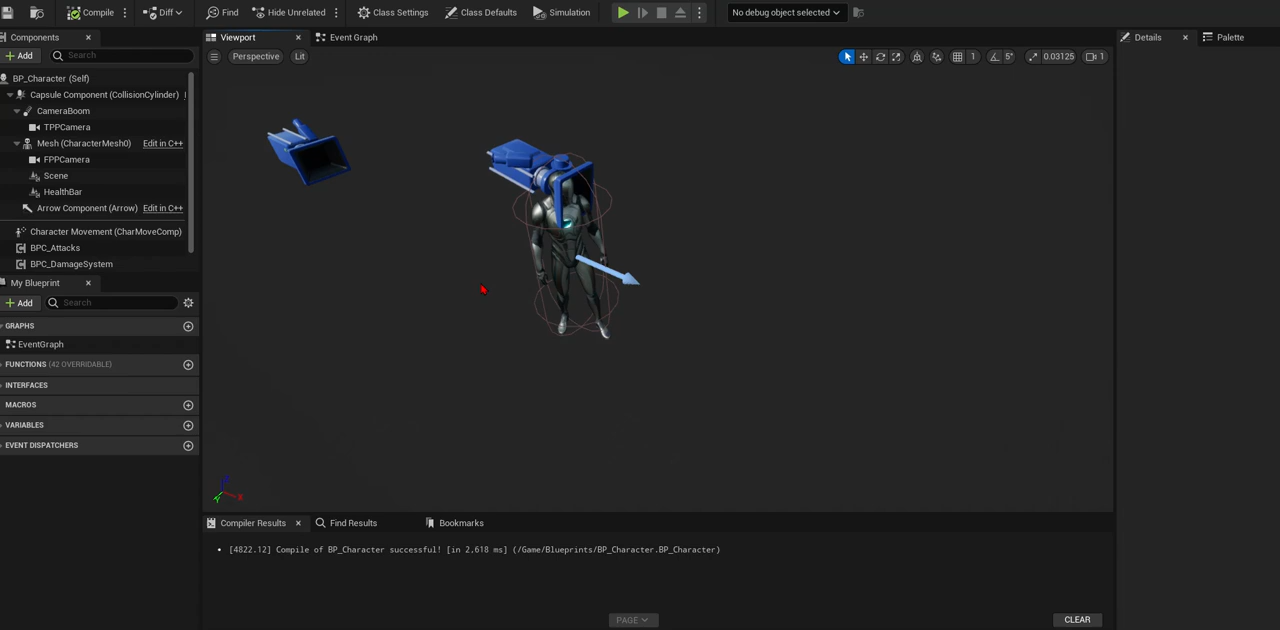 Compile
Diff
Find
Hide Unrelated
Class Settings
Class Defaults
Simulation
No debug object selected
Components
Viewport
Event Graph
Details
Palette
Add
Search
Perspective
Lit
1
5°
0.03125
1
BP_Character (Self)
Capsule Component (CollisionCylinder)
CameraBoom
TPPCamera
Mesh (CharacterMesh0) Edit in C++
FPPCamera
Scene
HealthBar
Arrow Component (Arrow) Edit in C++
Character Movement (CharMoveComp)
BPC_Attacks
BPC_DamageSystem
My Blueprint
Add
Search
GRAPHS
EventGraph
FUNCTIONS (42 OVERRIDABLE)
INTERFACES
MACROS
VARIABLES
EVENT DISPATCHERS
X
Compiler Results
Find Results
Bookmarks
[4822.12] Compile of BP_Character successful! [in 2,618 ms] (/Game/Blueprints/BP_Character.BP_Character)
PAGE
CLEAR